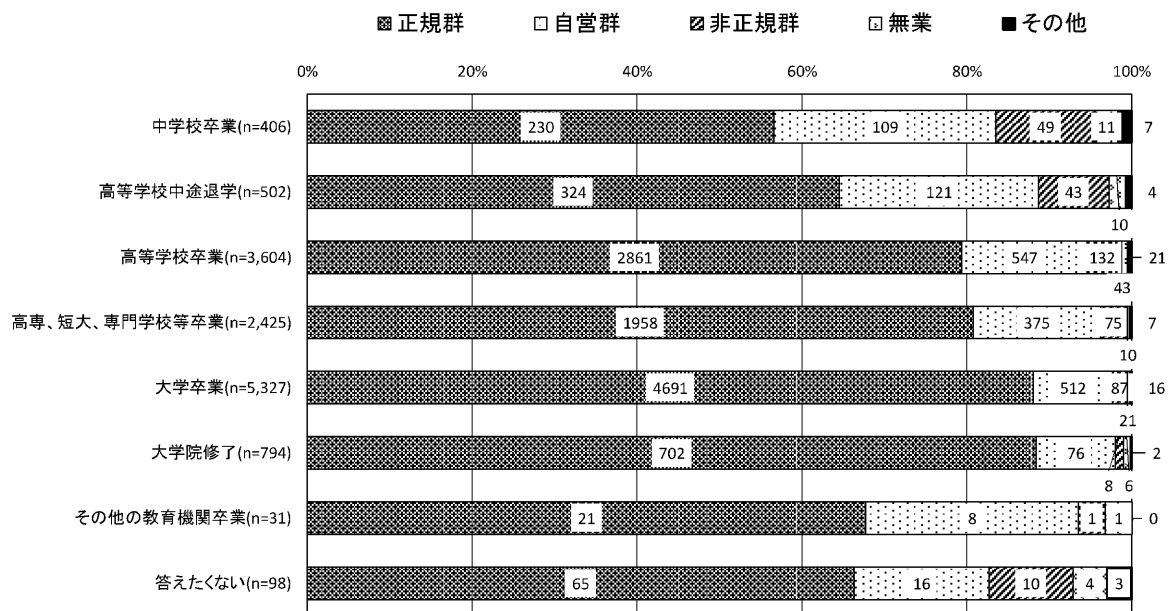 正規群 自営群 非正規群 無業 その他
0% 20% 40% 60% 80% 100%
中学校卒業(n=406) 230 109 49 11 7
高等学校中途退学(n=502) 324 121 43 4
10
高等学校卒業(n=3,604) 2861 547 132 21
43
高専、短大、専門学校等卒業(n=2,425) 1958 375 75 7
10
大学卒業(n=5,327) 4691 512 87 16
21
大学院修了(n=794) 702 76 2
8 6
その他の教育機関卒業(n=31) 21 8 1 1 0
答えたくない(n=98) 65 16 10 4 3